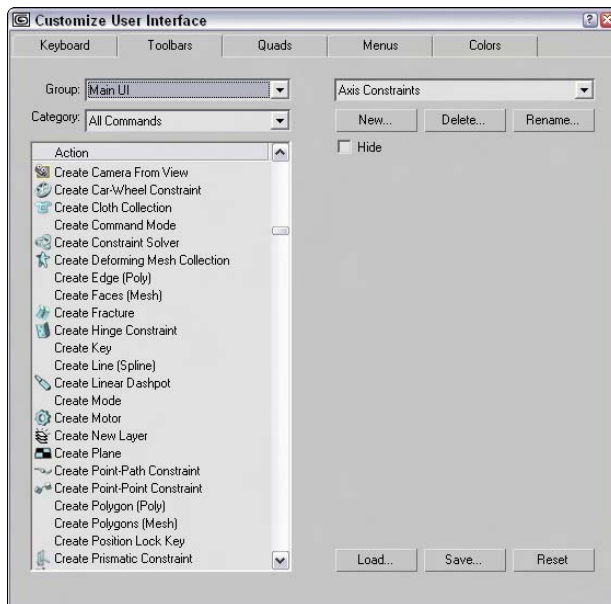 Customize User Interface
Keyboard
Toolbars
Quads
Menus
Colors
Group: Main UI
Category: All Commands
Action
Create Camera From View
Create Car-Wheel Constraint
Create Cloth Collection
Create Command Mode
Create Constraint Solver
Create Deforming Mesh Collection
Create Edge (Poly)
Create Faces (Mesh)
Create Fracture
Create Hinge Constraint
Create Key
Create Line (Spline)
Create Linear Dashpot
Create Mode
Create Motor
Create New Layer
Create Plane
Create Point-Path Constraint
Create Point-Point Constraint
Create Polygon (Poly)
Create Polygons (Mesh)
Create Position Lock Key
Create Prismatic Constraint
Axis Constraints
New...
Delete...
Rename...
Hide
Load...
Save...
Reset